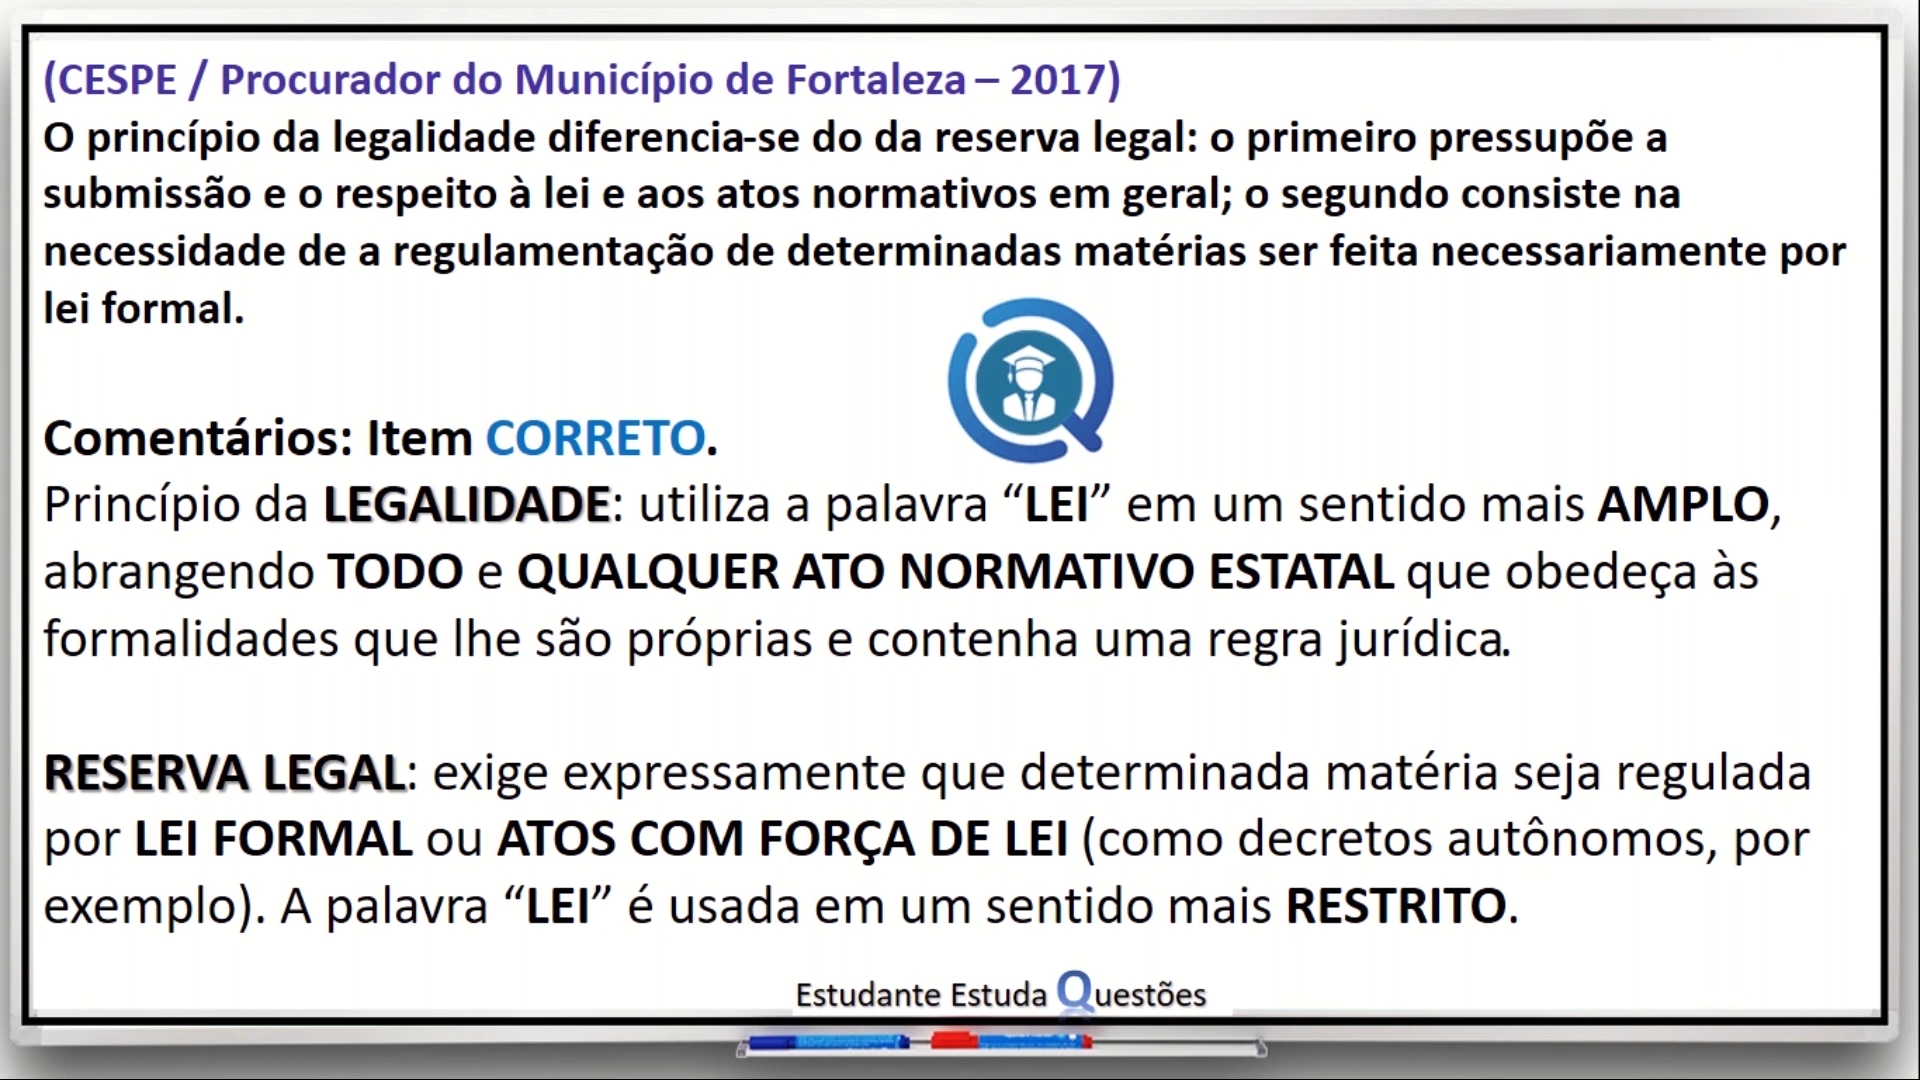 (CESPE / Procurador do Município de Fortaleza – 2017)
O princípio da legalidade diferencia-se do da reserva legal: o primeiro pressupõe a
submissão e o respeito à lei e aos atos normativos em geral; o segundo consiste na
necessidade de a regulamentação de determinadas matérias ser feita necessariamente por
lei formal.
Comentários: Item CORRETO.
Princípio da LEGALIDADE: utiliza a palavra “LEI” em um sentido mais AMPLO,
abrangendo TODO e QUALQUER ATO NORMATIVO ESTATAL que obedeça às
formalidades que lhe são próprias e contenha uma regra jurídica.
RESERVA LEGAL: exige expressamente que determinada matéria seja regulada
por LEI FORMAL ou ATOS COM FORÇA DE LEI (como decretos autônomos, por
exemplo). A palavra “LEI” é usada em um sentido mais RESTRITO.
Estudante Estuda Questões